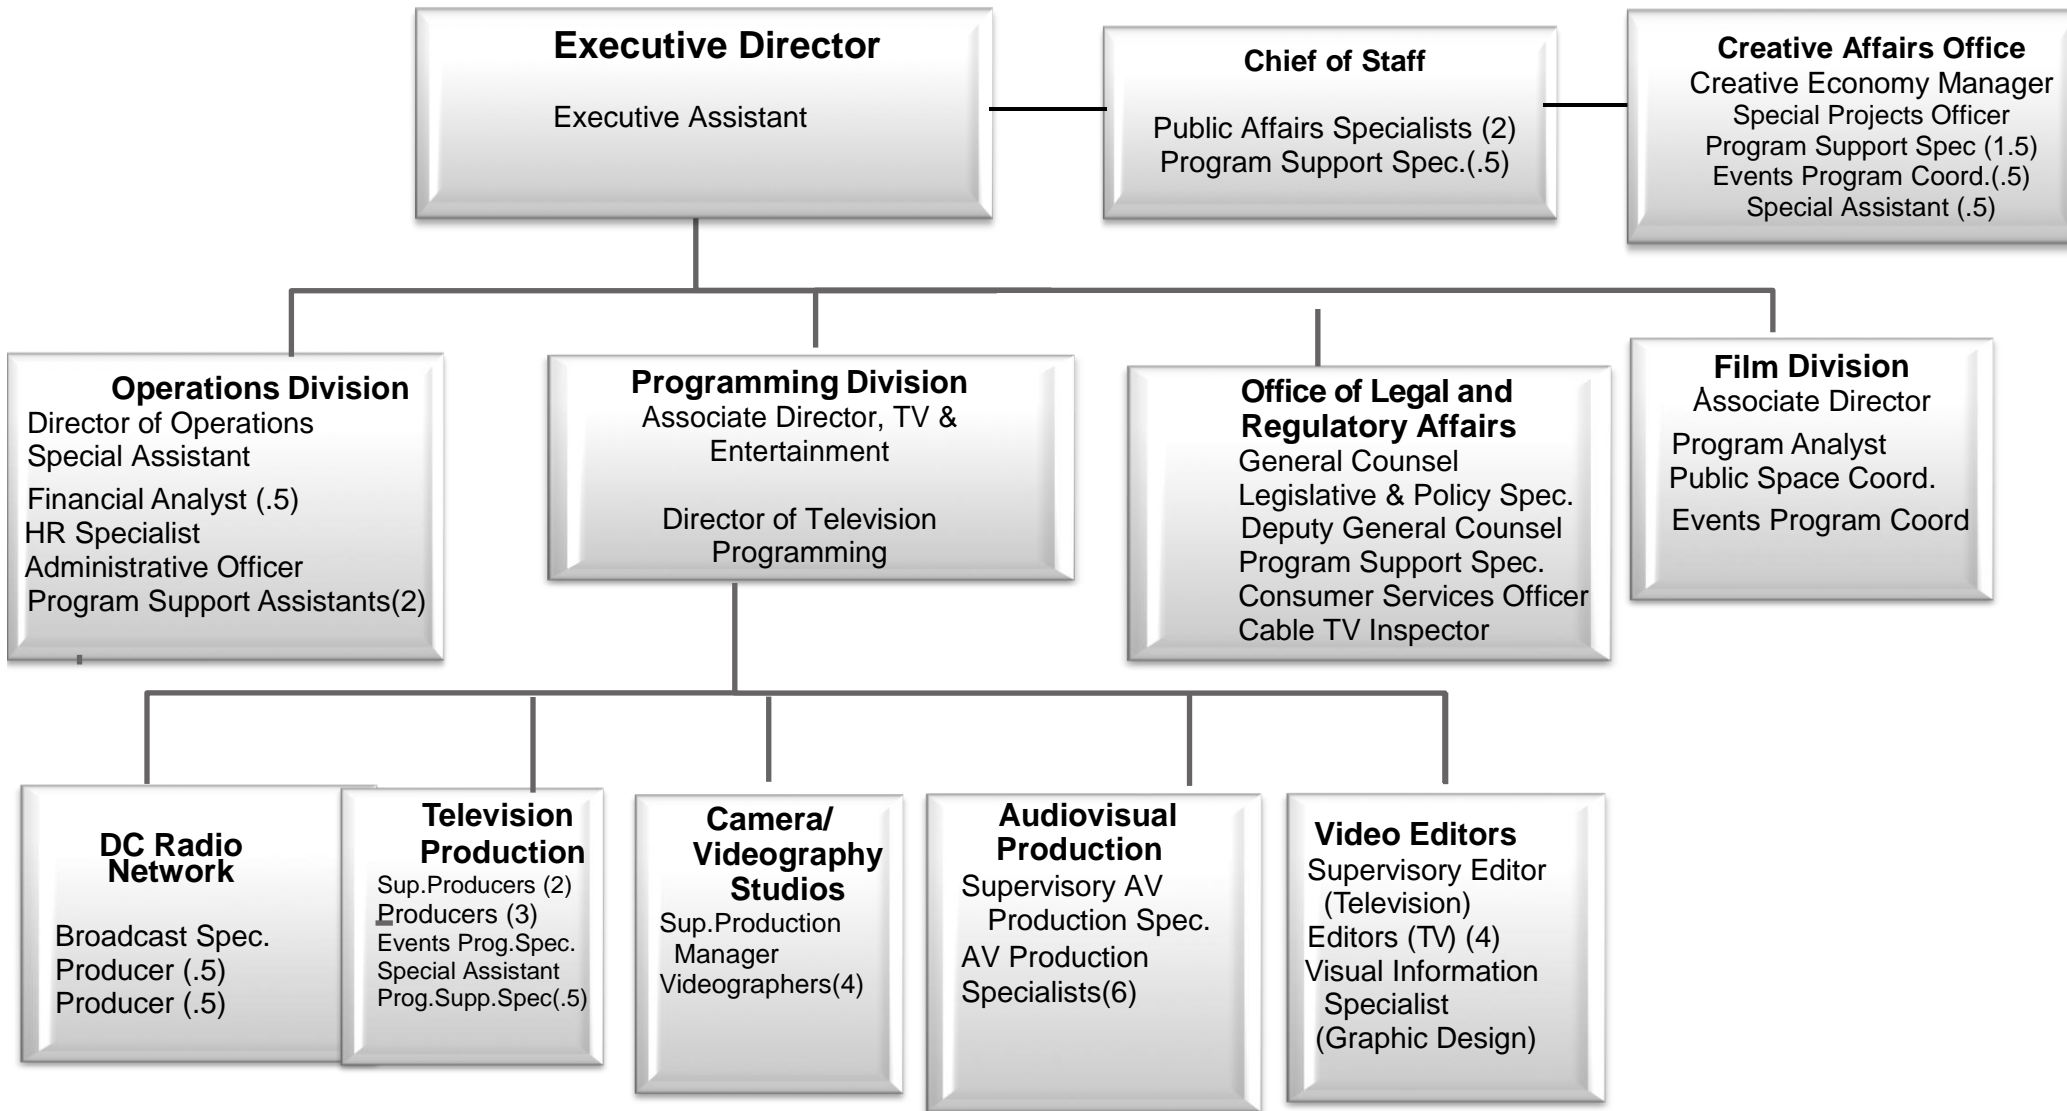 Executive Director
Executive Assistant
Chief of Staff
Public Affairs Specialists (2)
Program Support Spec.(.5)
Creative Affairs Office
Creative Economy Manager
Special Projects Officer
Program Support Spec (1.5)
Events Program Coord.(.5)
Special Assistant (.5)
Operations Division
Director of Operations
Special Assistant
Financial Analyst (.5)
HR Specialist
Administrative Officer
Program Support Assistants(2)
Programming Division
Associate Director, TV &
Entertainment
Director of Television
Programming
Office of Legal and
Regulatory Affairs
General Counsel
Legislative & Policy Spec.
Deputy General Counsel
Program Support Spec.
Consumer Services Officer
Cable TV Inspector
Film Division
Associate Director
Program Analyst
Public Space Coord.
Events Program Coord
DC Radio
Network
Broadcast Spec.
Producer (.5)
Producer (.5)
Television
Production
Sup.Producers (2)
Producers (3)
Events Prog.Spec.
Special Assistant
Prog.Supp.Spec(.5)
Camera/
Videography
Studios
Sup.Production
Manager
Videographers(4)
Audiovisual
Production
Supervisory AV
Production Spec.
AV Production
Specialists(6)
Video Editors
Supervisory Editor
(Television)
Editors (TV) (4)
Visual Information
Specialist
(Graphic Design)